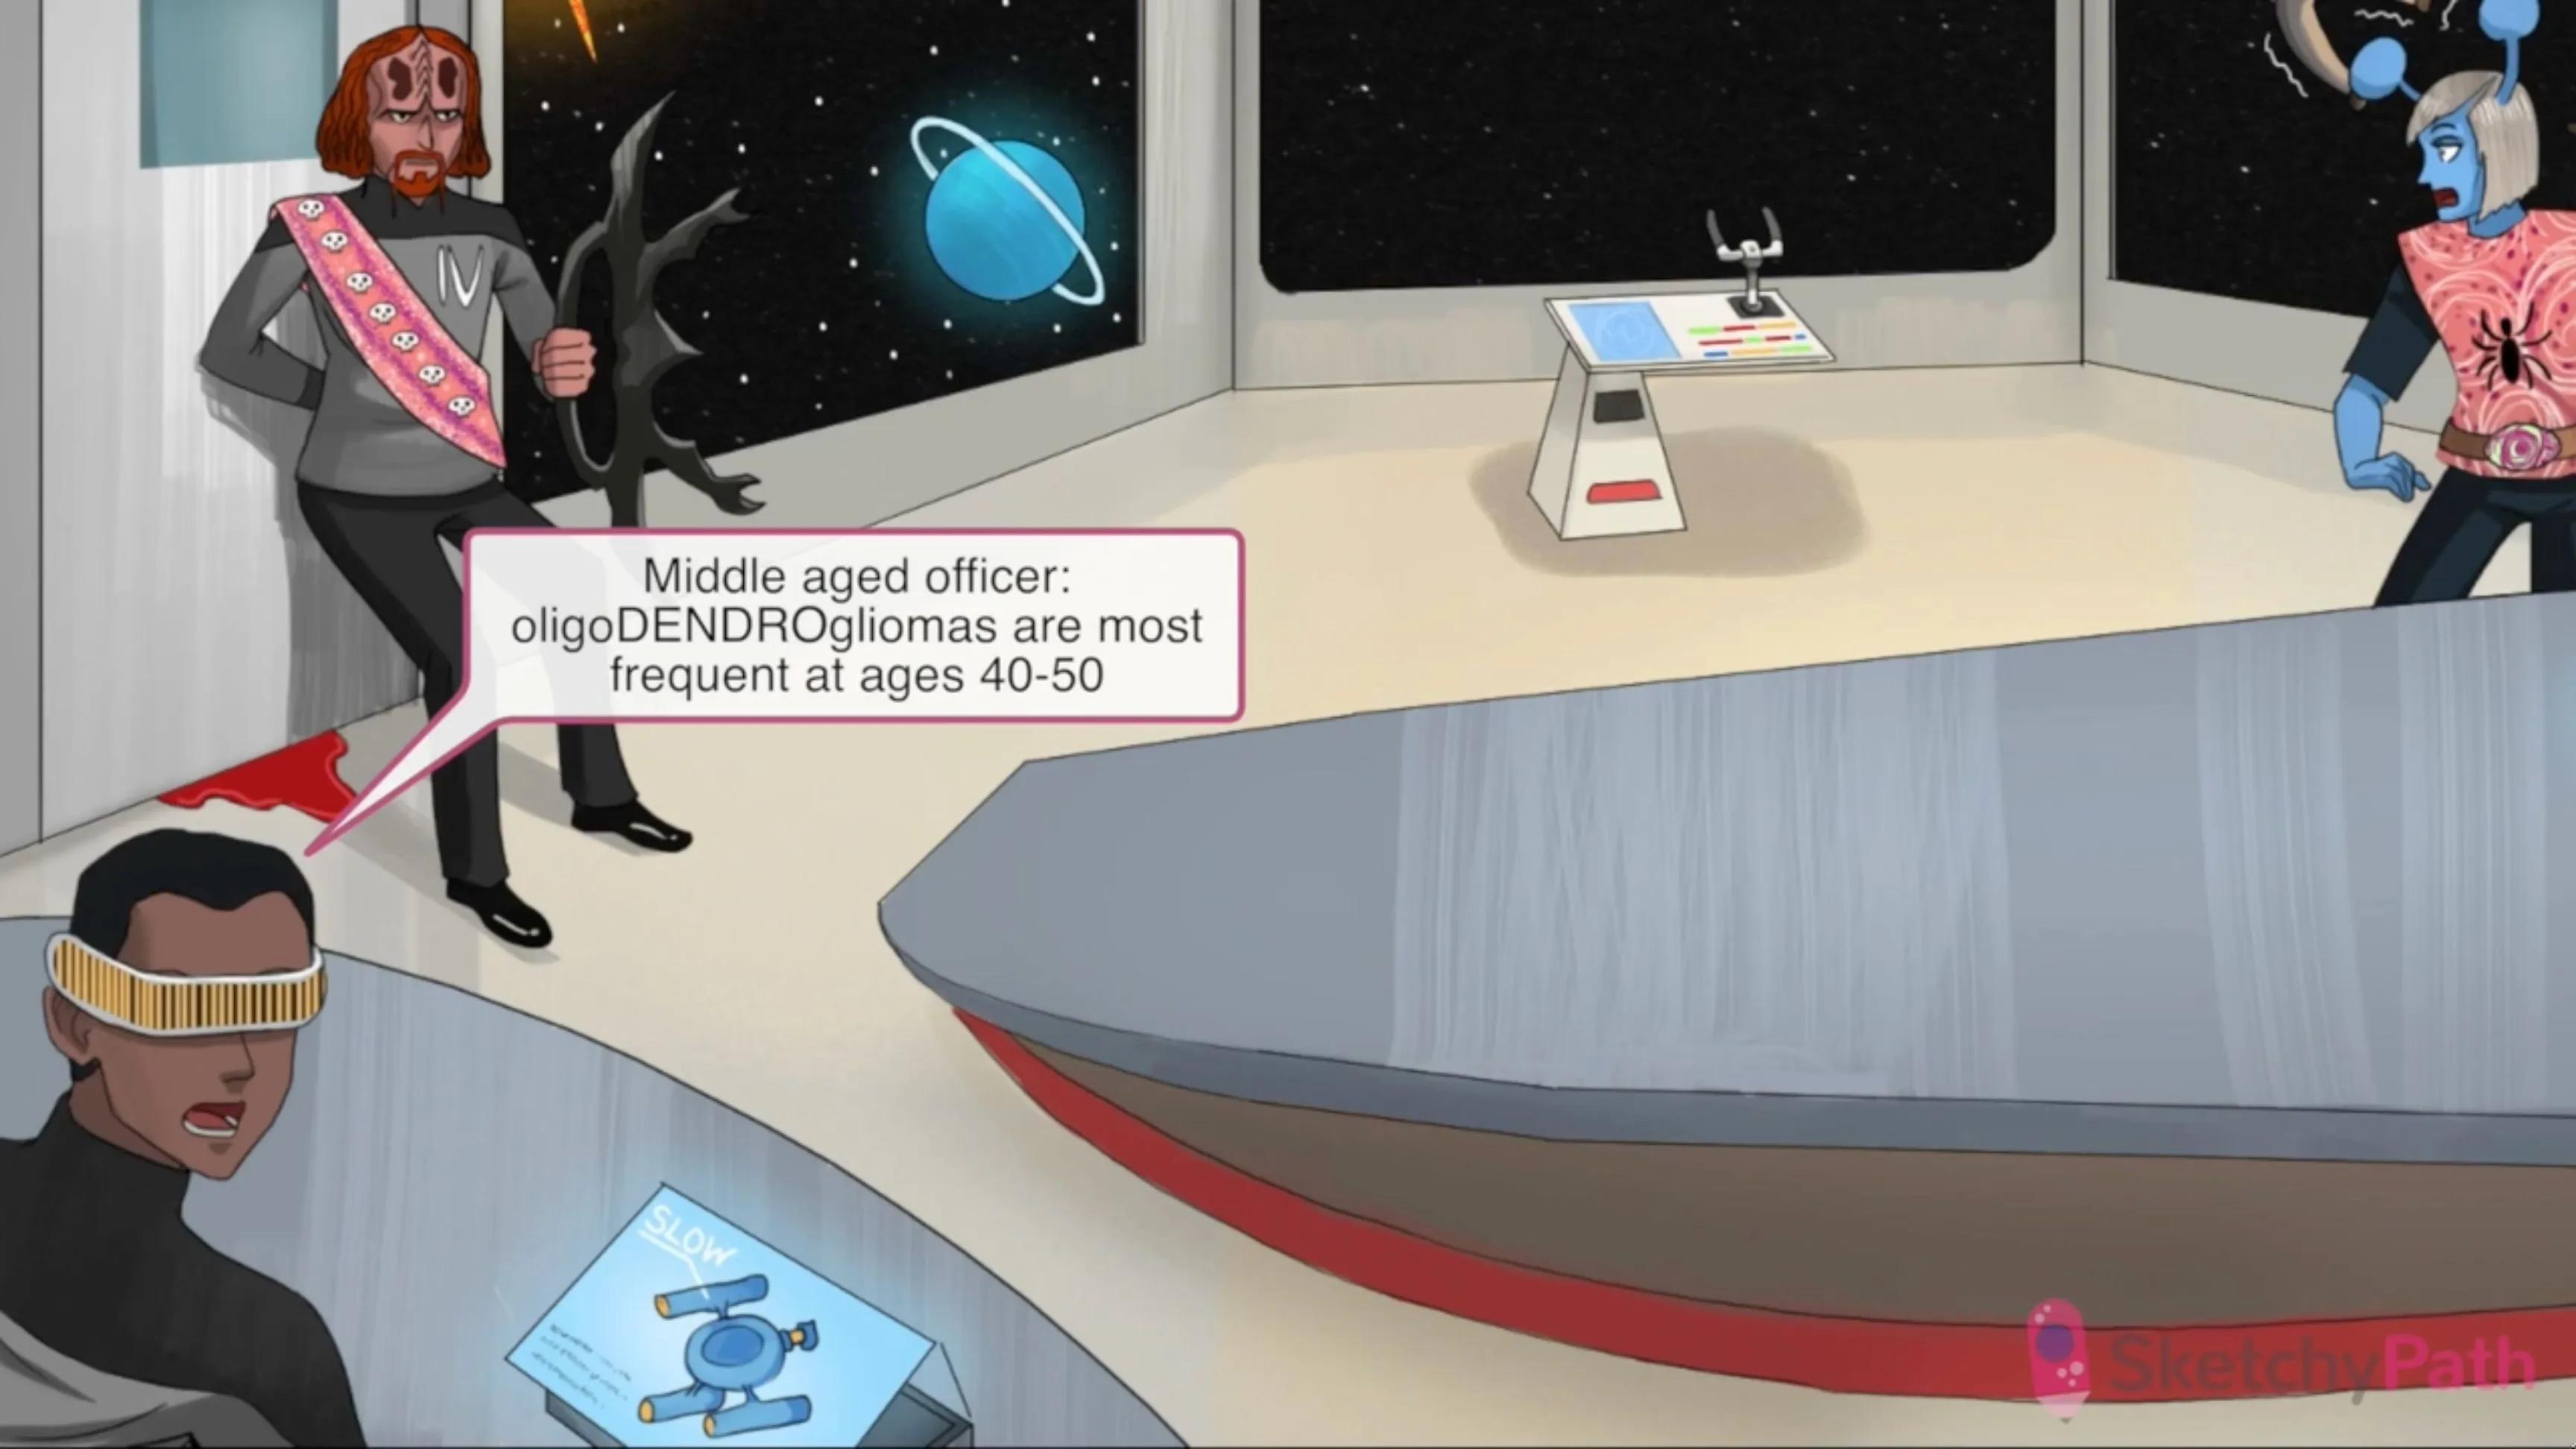 IV
Middle aged officer:
oligoDENDROgliomas are most
frequent at ages 40-50
SLOW
SketchyPath